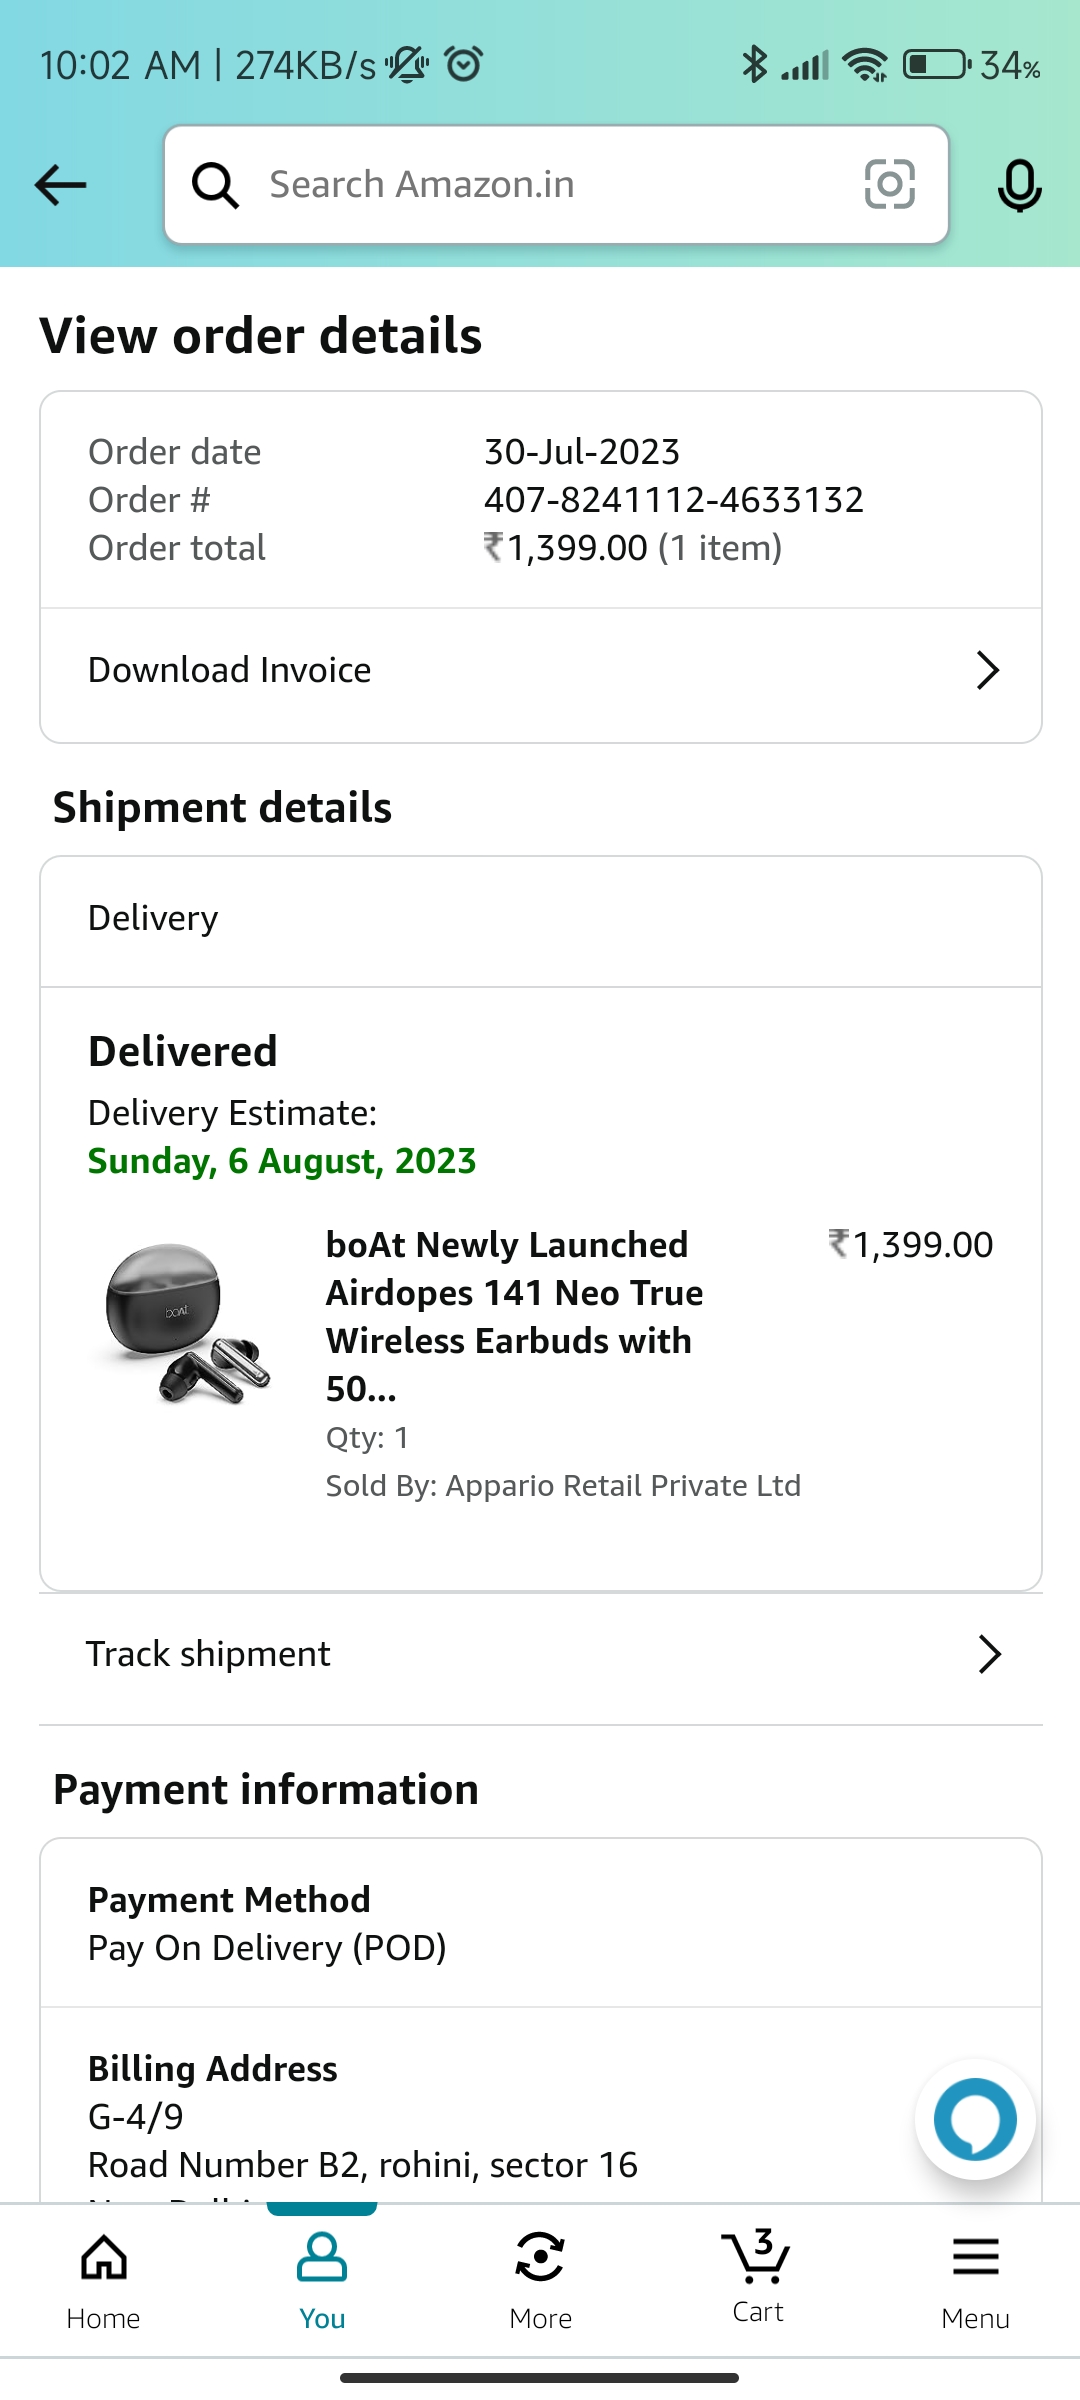 10:02 AM | 274KB/s 34%
Search Amazon.in
View order details
Order date 30-Jul-2023
Order # 407-8241112-4633132
Order total ₹1,399.00 (1 item)
Download Invoice
Shipment details
Delivery
Delivered
Delivery Estimate:
Sunday, 6 August, 2023
boAt Newly Launched ₹1,399.00
Airdopes 141 Neo True
Wireless Earbuds with
50...
Qty: 1
Sold By: Appario Retail Private Ltd
boAt
Track shipment
Payment information
Payment Method
Pay On Delivery (POD)
Billing Address
G-4/9
Road Number B2, rohini, sector 16
3
Home You More Cart Menu